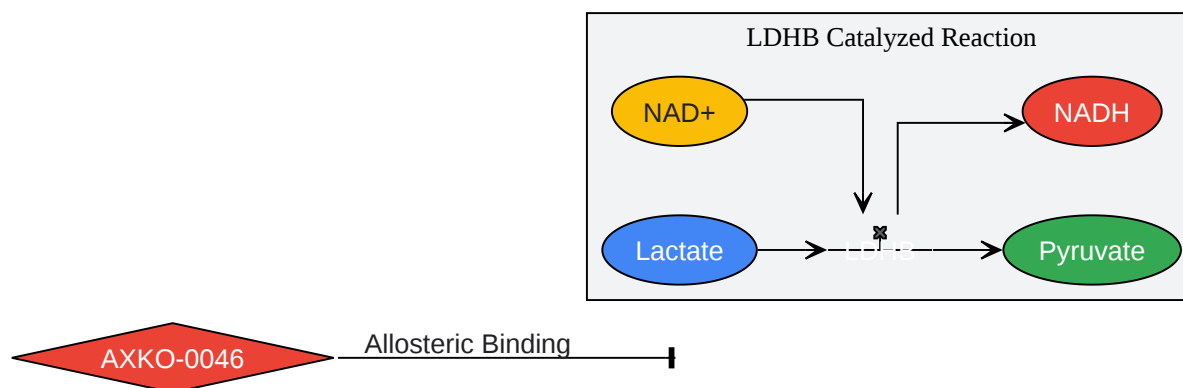 LDHB Catalyzed Reaction
NAD+
NADH
Lactate
LDHB
Pyruvate
AXKO-0046
Allosteric Binding